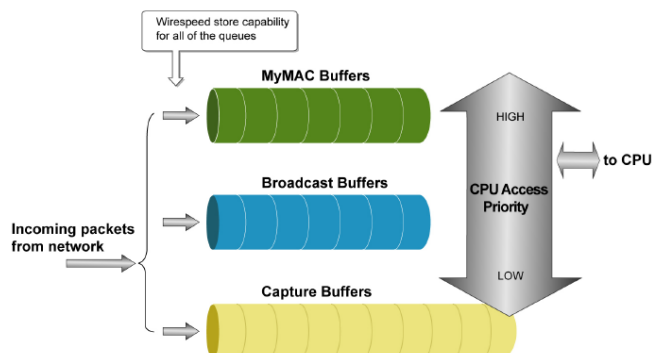 Wirespeed store capability
for all of the queues
MyMAC Buffers
HIGH
to CPU
Broadcast Buffers
CPU Access
Priority
Incoming packets
from network
LOW
Capture Buffers